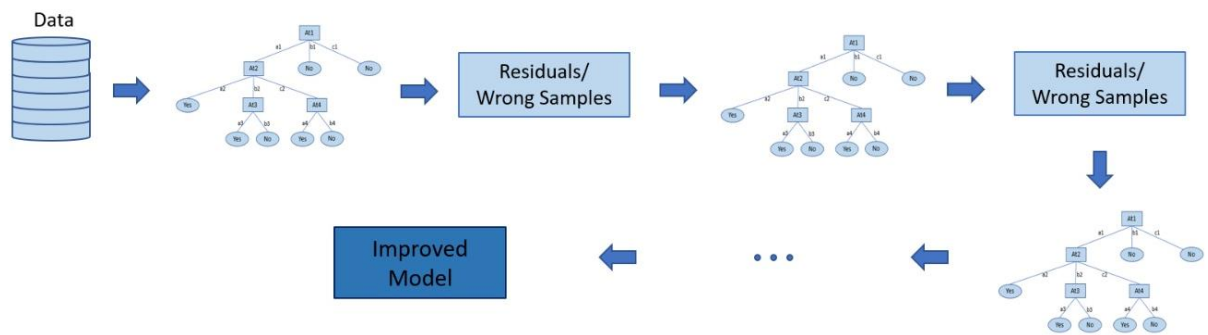 Data
At1
a1 b1 c1
At2 No No
a2 b2 c2
Yes At3 At4
a3 b3 a4 b4
Yes No Yes No
Residuals/
Wrong Samples
At1
a1 b1 c1
At2 No No
a2 b2 c2
Yes At3 At4
a3 b3 a4 b4
Yes No Yes No
Residuals/
Wrong Samples
At1
a1 b1 c1
At2 No No
a2 b2 c2
Yes At3 At4
a3 b3 a4 b4
Yes No Yes No
...
Improved
Model